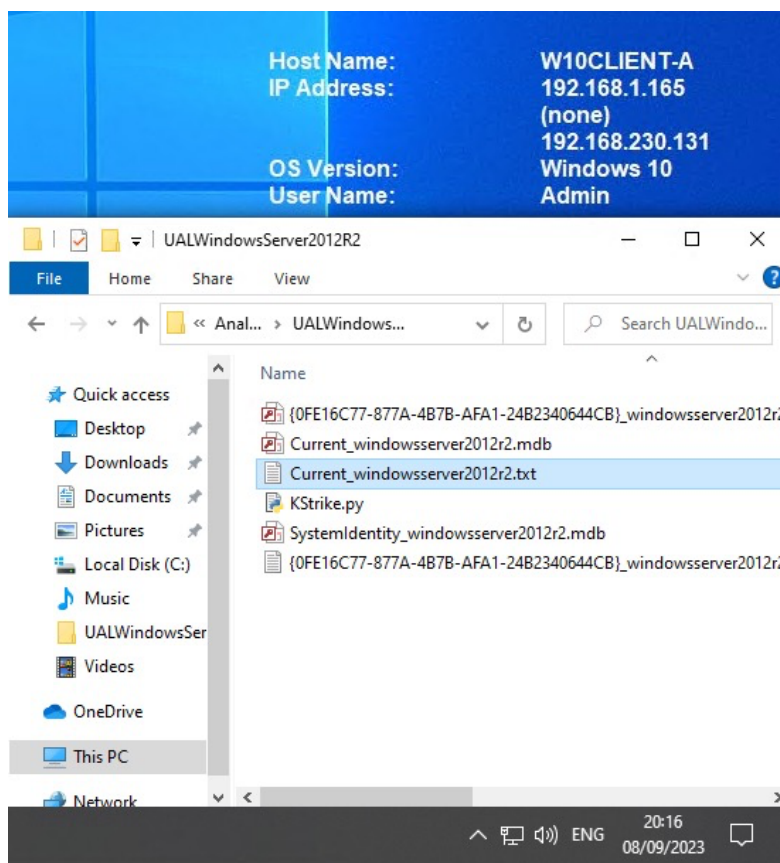 Host Name: W10CLIENT-A
IP Address: 192.168.1.165
(none)
192.168.230.131
OS Version: Windows 10
User Name: Admin
UALWindowsServer2012R2
File Home Share View
« Anal... > UALWindows... Search UALWindo...
Name
Quick access
Desktop
Downloads
Documents
Pictures
Local Disk (C:)
Music
UALWindowsSer
Videos
OneDrive
This PC
Network
{0FE16C77-877A-4B7B-AFA1-24B2340644CB}_windowsserver2012r2
Current_windowsserver2012r2.mdb
Current_windowsserver2012r2.txt
KStrike.py
SystemIdentity_windowsserver2012r2.mdb
{0FE16C77-877A-4B7B-AFA1-24B2340644CB}_windowsserver2012r2
ENG
20:16
08/09/2023